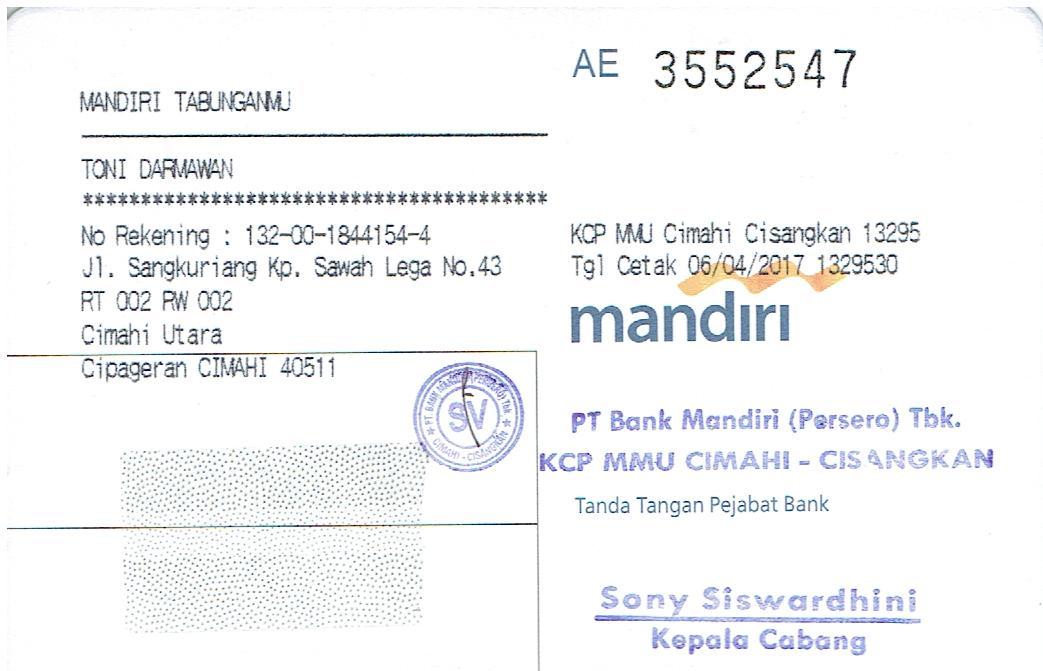 AE 3552547
MANDIRI TABUNGANMU
TONI DARMAWAN
****************************************
No Rekening : 132-00-1844154-4
Jl. Sangkuriang Kp. Sawah Lega No.43
RT 002 RW 002
Cimahi Utara
Cipageran CIMAHI 40511
KCP MMU Cimahi Cisangkan 13295
Tgl Cetak 06/04/2017 1329530
mandiri
PT. BANK MANDIRI (PERSERO) Tbk.
SV
CIMAHI - CISANGKAN
PT Bank Mandiri (Persero) Tbk.
KCP MMU CIMAHI - CISANGKAN
Tanda Tangan Pejabat Bank
Sony Siswardhini
Kepala Cabang